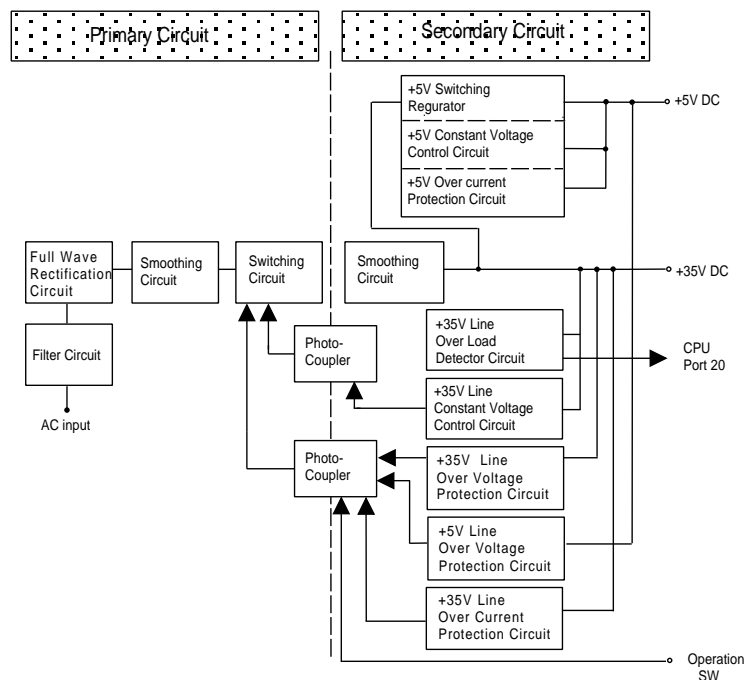 Primary Circuit
Secondary Circuit
+5V Switching
Regurator
+5V DC
+5V Constant Voltage
Control Circuit
+5V Over current
Protection Circuit
Full Wave
Rectification
Circuit
Smoothing
Circuit
Switching
Circuit
Smoothing
Circuit
+35V DC
Filter Circuit
AC input
Photo-
Coupler
+35V Line
Over Load
Detector Circuit
CPU
Port 20
+35V Line
Constant Voltage
Control Circuit
Photo-
Coupler
+35V Line
Over Voltage
Protection Circuit
+5V Line
Over Voltage
Protection Circuit
+35V Line
Over Current
Protection Circuit
Operation
SW